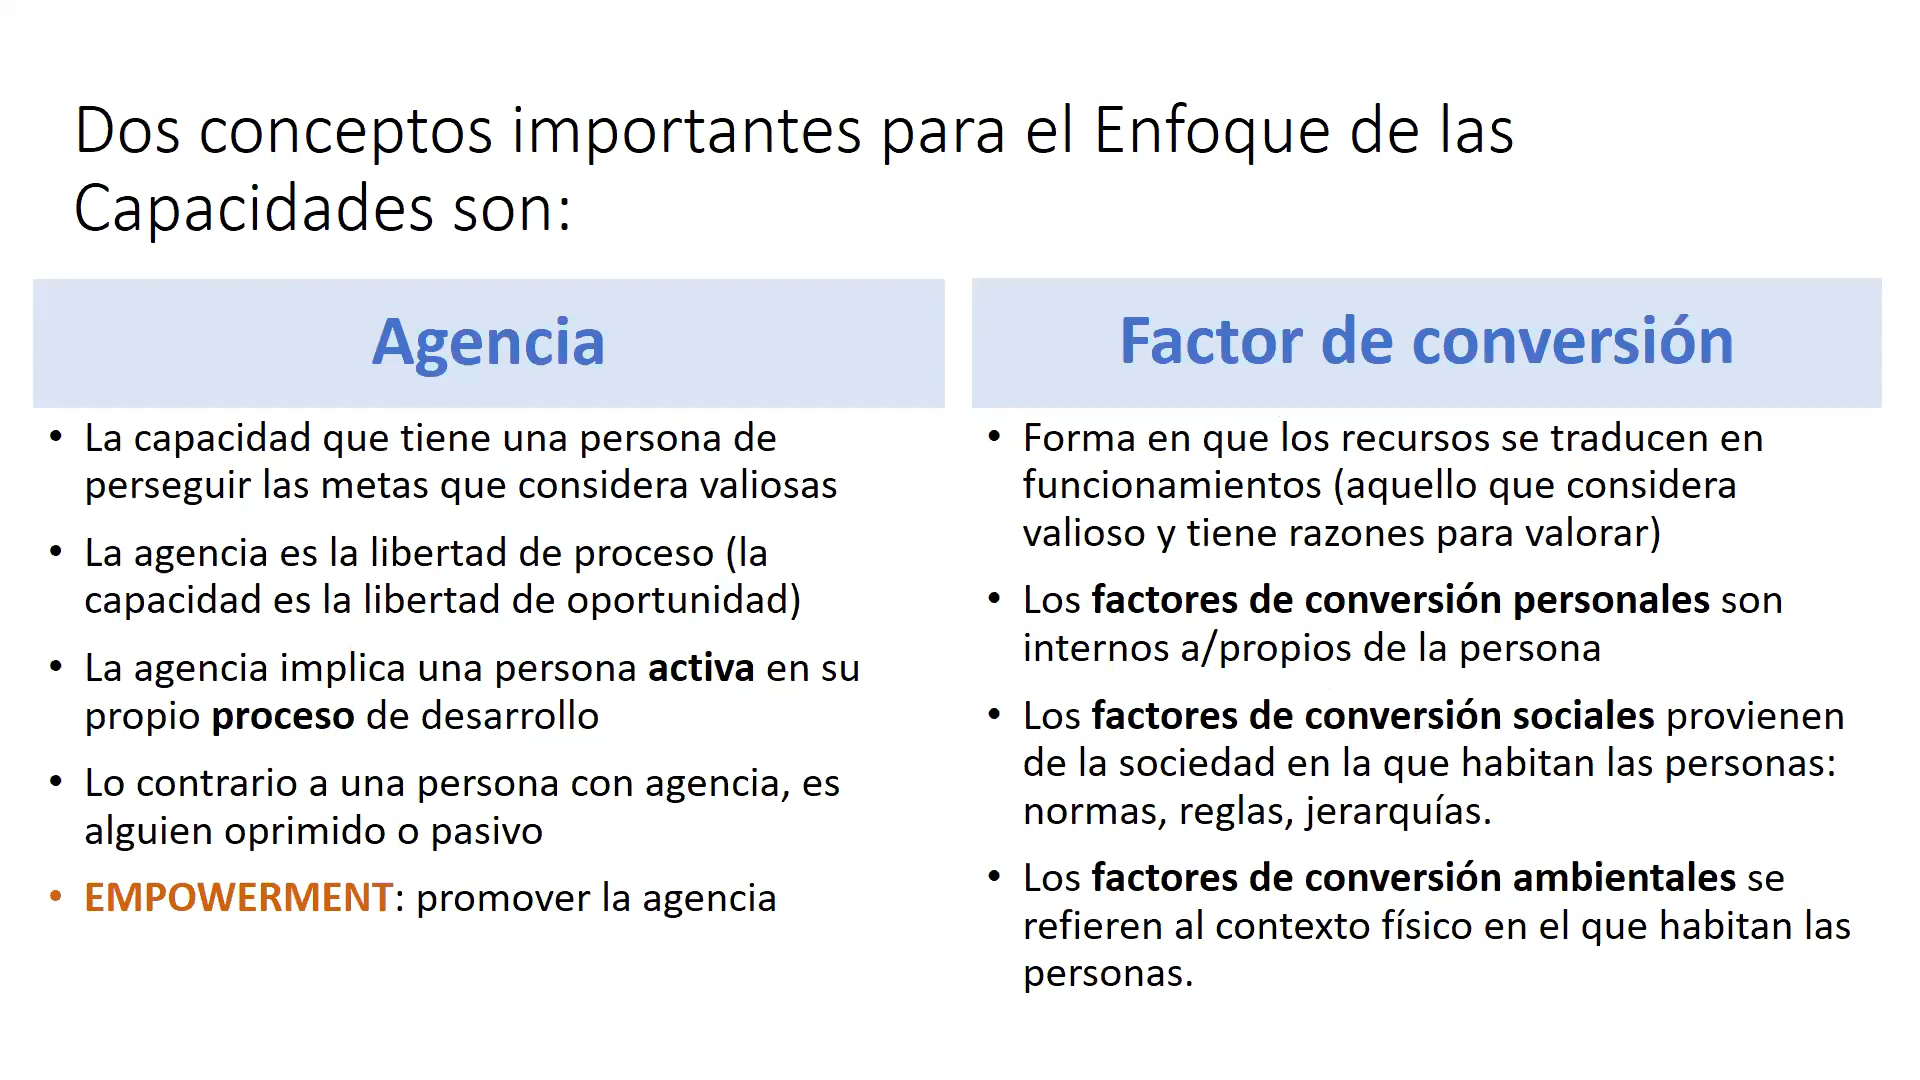 Dos conceptos importantes para el Enfoque de las
Capacidades son:
Agencia
• La capacidad que tiene una persona de
perseguir las metas que considera valiosas
• La agencia es la libertad de proceso (la
capacidad es la libertad de oportunidad)
• La agencia implica una persona activa en su
propio proceso de desarrollo
• Lo contrario a una persona con agencia, es
alguien oprimido o pasivo
• EMPOWERMENT: promover la agencia
Factor de conversión
• Forma en que los recursos se traducen en
funcionamientos (aquello que considera
valioso y tiene razones para valorar)
• Los factores de conversión personales son
internos a/propios de la persona
• Los factores de conversión sociales provienen
de la sociedad en la que habitan las personas:
normas, reglas, jerarquías.
• Los factores de conversión ambientales se
refieren al contexto físico en el que habitan las
personas.